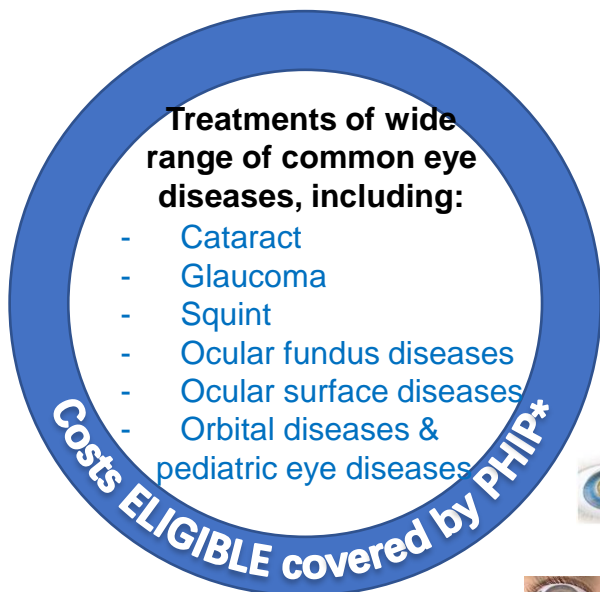 Treatments of wide
range of common eye
diseases, including:
- Cataract
- Glaucoma
- Squint
- Ocular fundus diseases
- Ocular surface diseases
- Orbital diseases &
pediatric eye diseases
Costs ELIGIBLE covered by PHIP*